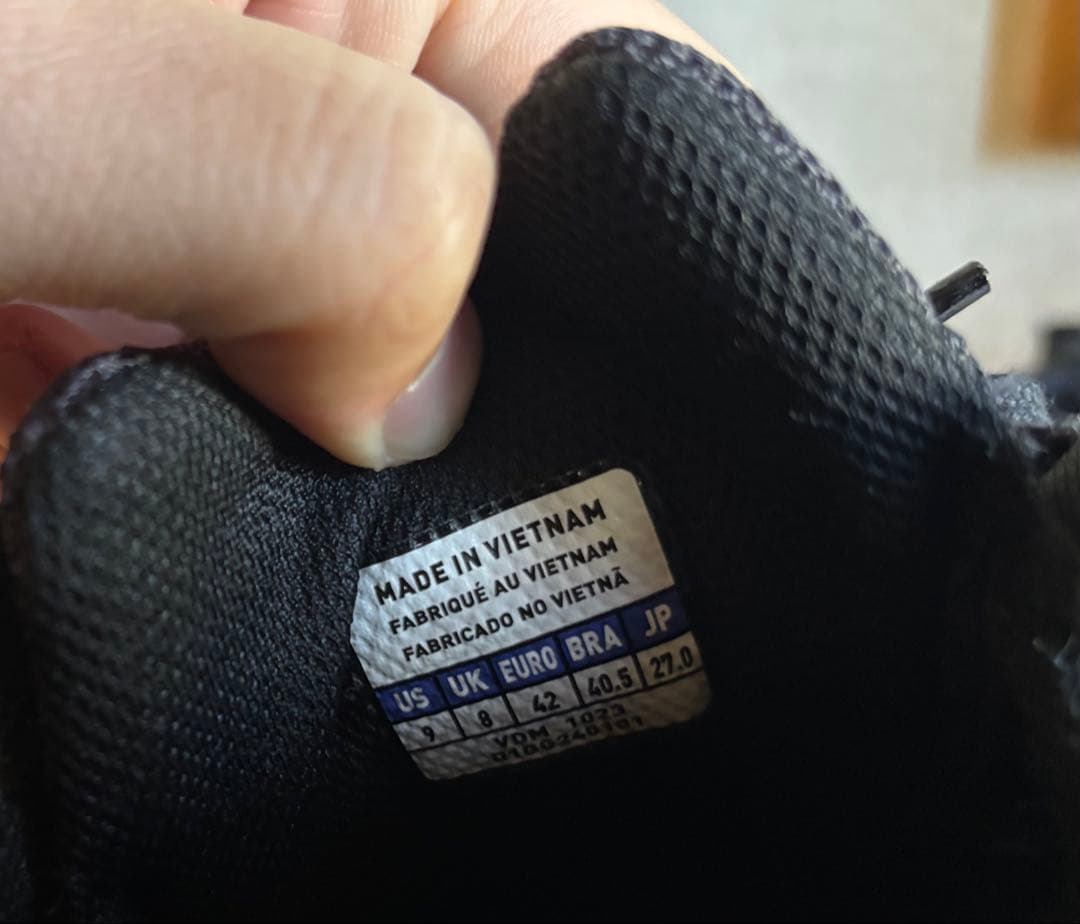 MADE IN VIETNAM
FABRIQUÉ AU VIETNAM
FABRICADO NO VIETNÃ
US UK EURO BRA JP
9 8 42 40.5 27.0
VDM 1023